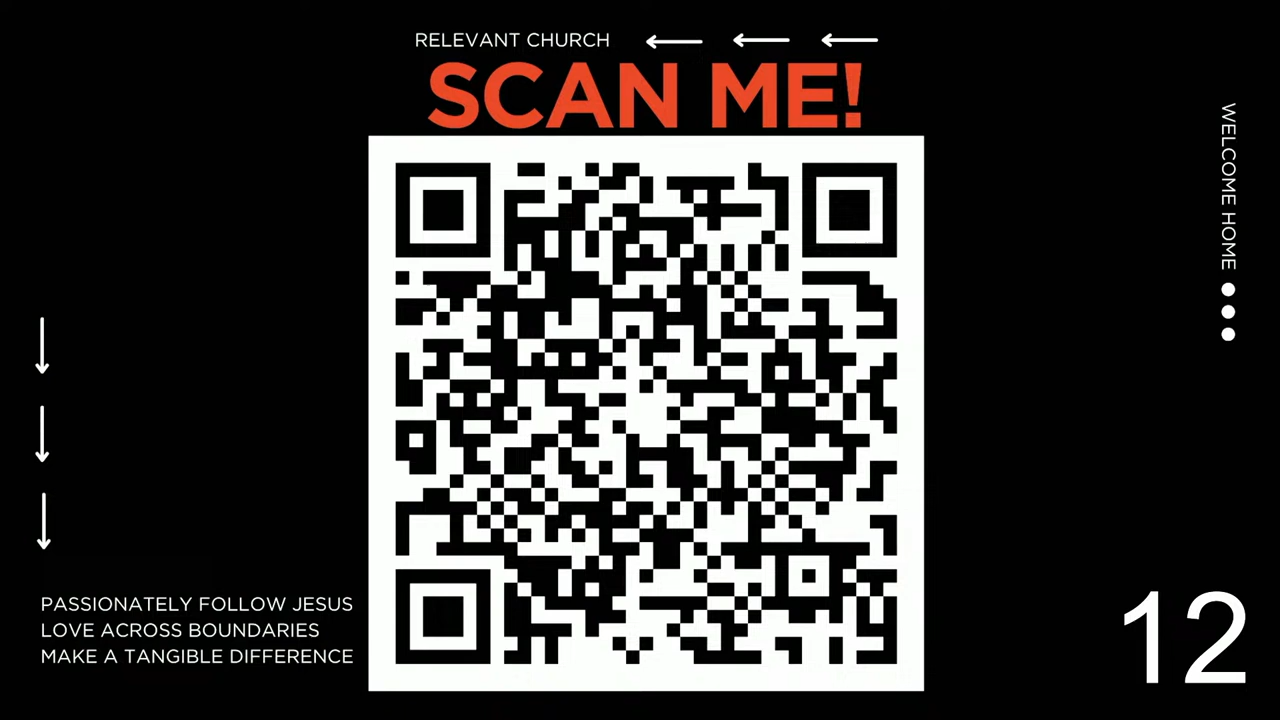 RELEVANT CHURCH
SCAN ME!
WELCOME HOME
PASSIONATELY FOLLOW JESUS
LOVE ACROSS BOUNDARIES
MAKE A TANGIBLE DIFFERENCE
12